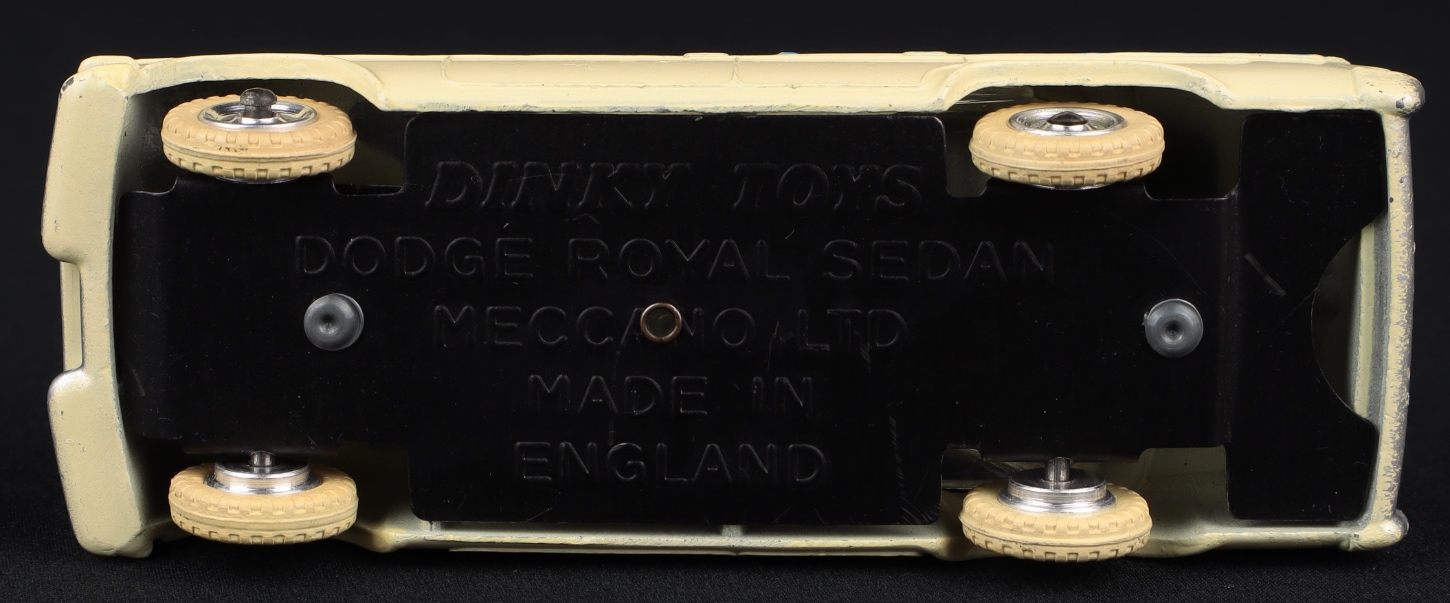 DINKY TOYS
DODGE ROYAL SEDAN
MECCANO LTD
MADE IN
ENGLAND